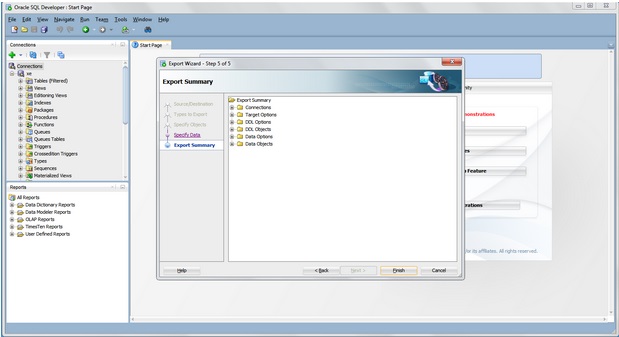 Oracle SQL Developer : Start Page
File Edit View Navigate Run Team Tools Window Help
Connections
Start Page
Connections
xe
Tables (Filtered)
Views
Editioning Views
Indexes
Packages
Procedures
Functions
Queues
Queues Tables
Triggers
Crossedition Triggers
Types
Sequences
Materialized Views
Reports
All Reports
Data Dictionary Reports
Data Modeler Reports
OLAP Reports
TimesTen Reports
User Defined Reports
Export Wizard - Step 5 of 5
Export Summary
Source/Destination
Types to Export
Specify Objects
Specify Data
Export Summary
Export Summary
Connections
Target Options
DDL Options
DDL Objects
Data Options
Data Objects
Help
< Back
Next >
Finish
Cancel
ity
monstrations
es
Feature
rations
its affiliates. All rights reserved.